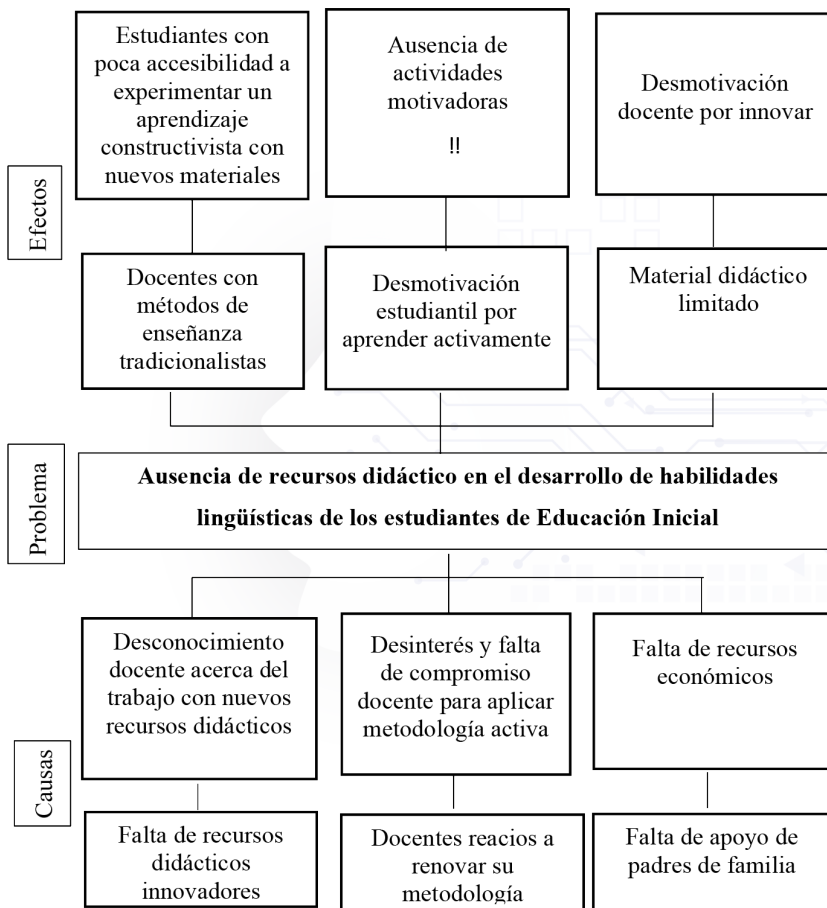 Estudiantes con
poca accesibilidad a
experimentar un
aprendizaje
constructivista con
nuevos materiales
Ausencia de
actividades
motivadoras
!!
Desmotivación
docente por innovar
Efectos
Docentes con
métodos de
enseñanza
tradicionalistas
Desmotivación
estudiantil por
aprender activamente
Material didáctico
limitado
Problema
Ausencia de recursos didáctico en el desarrollo de habilidades
lingüísticas de los estudiantes de Educación Inicial
Desconocimiento
docente acerca del
trabajo con nuevos
recursos didácticos
Desinterés y falta
de compromiso
docente para aplicar
metodología activa
Falta de recursos
económicos
Causas
Falta de recursos
didácticos
innovadores
Docentes reacios a
renovar su
metodología
Falta de apoyo de
padres de familia